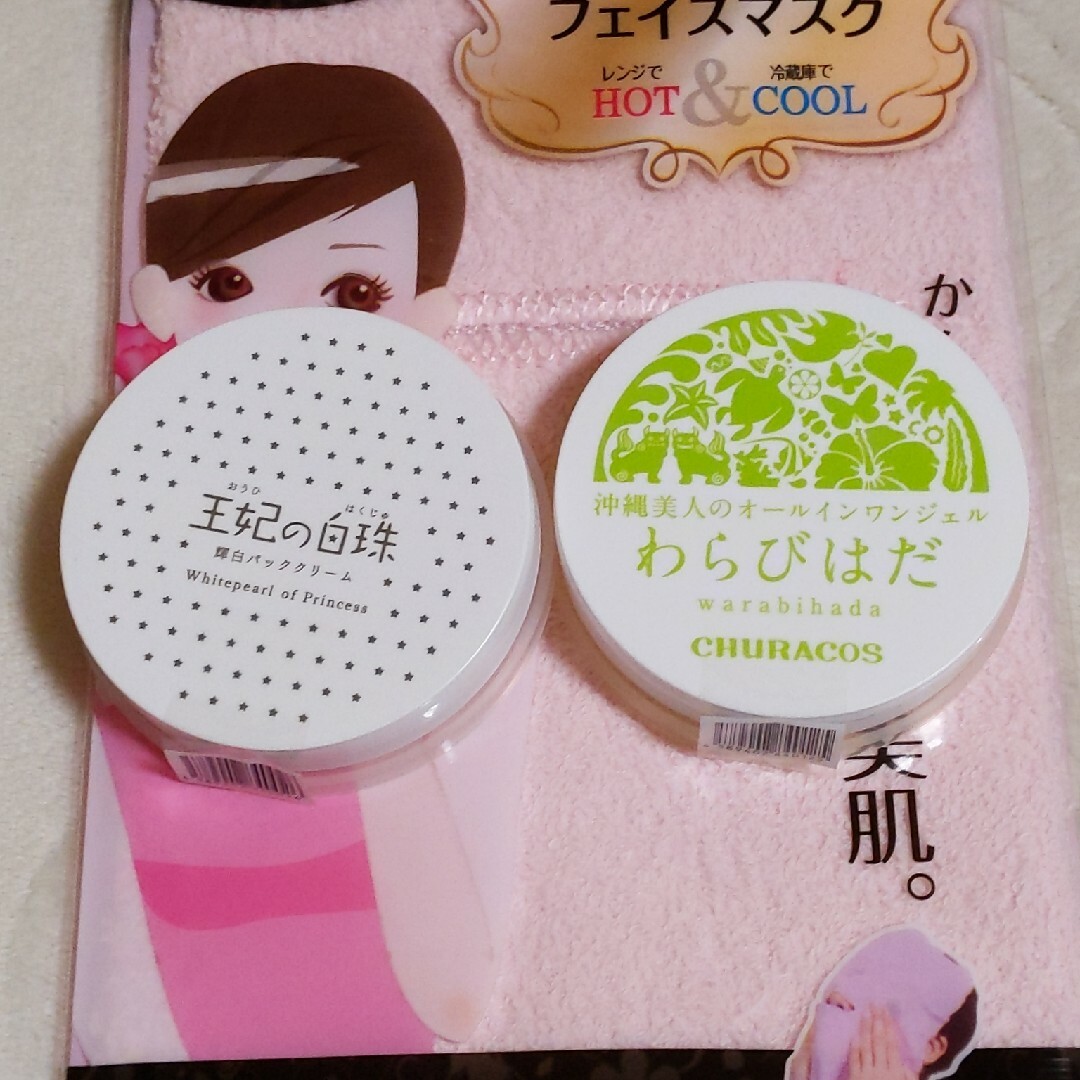 フェイスマスク
レンジで 冷蔵庫で
HOT & COOL
か
美肌。
おうひ はくじゅ
王妃の白珠
輝白パッククリーム
Whitepearl of Princess
沖縄美人のオールインワンジェル
わらびはだ
warabihada
CHURACOS